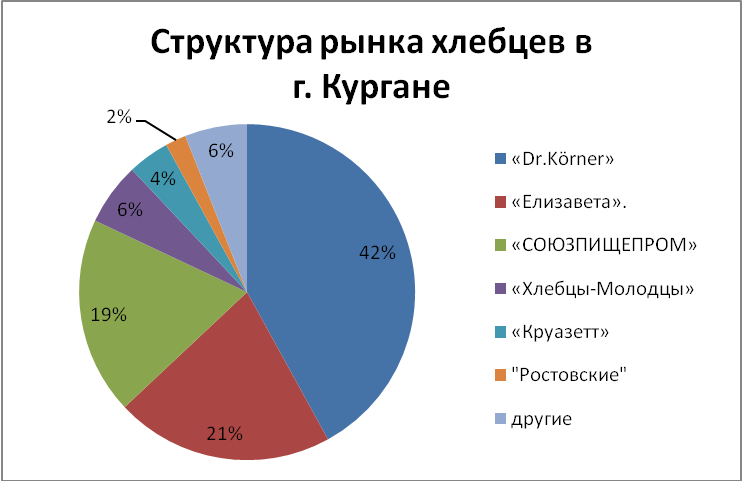 Структура рынка хлебцев в
г. Кургане
2%
6%
4%
6%
42%
19%
21%
«Dr.Körner»
«Елизавета».
«СОЮЗПИЩЕПРОМ»
«Хлебцы-Молодцы»
«Круазетт»
"Ростовские"
другие